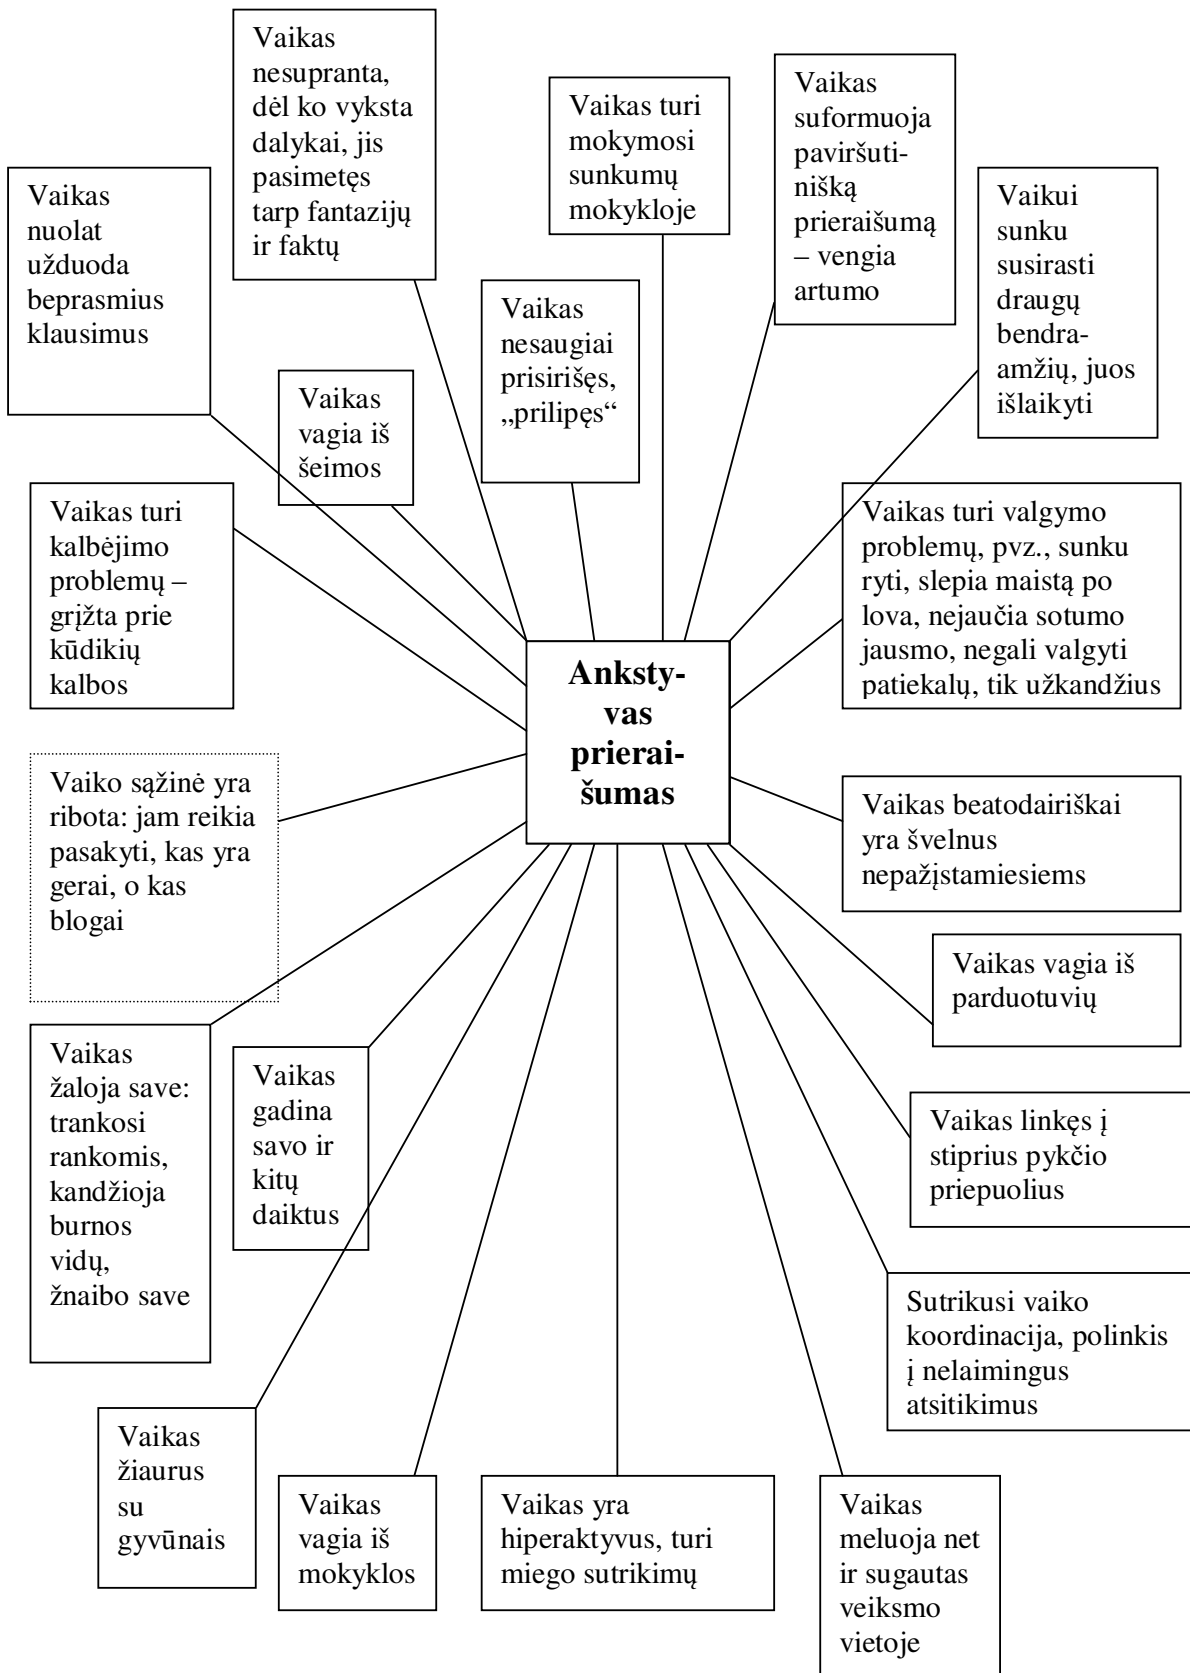 Vaikas
nesupranta,
dėl ko vyksta
dalykai, jis
pasimetęs
tarp fantazijų
ir faktų
Vaikas turi
mokymosi
sunkumų
mokykloje
Vaikas
suformuoja
paviršuti-
nišką
prieraišumą
– vengia
artumo
Vaikas
nuolat
užduoda
beprasmius
klausimus
Vaikui
sunku
susirasti
draugų
bendra-
amžių, juos
išlaikyti
Vaikas
nesaugiai
prisirišęs,
„prilipęs“
Vaikas
vagia iš
šeimos
Vaikas turi
kalbėjimo
problemų –
grįžta prie
kūdikių
kalbos
Vaikas turi valgymo
problemų, pvz., sunku
ryti, slepia maistą po
lova, nejaučia sotumo
jausmo, negali valgyti
patiekalų, tik užkandžius
Anksty-
vas
prierai-
šumas
Vaiko sąžinė yra
ribota: jam reikia
pasakyti, kas yra
gerai, o kas
blogai
Vaikas beatodairiškai
yra švelnus
nepažįstamiesiems
Vaikas vagia iš
parduotuvių
Vaikas
žaloja save:
trankosi
rankomis,
kandžioja
burnos
vidų,
žnaibo save
Vaikas
gadina
savo ir
kitų
daiktus
Vaikas linkęs į
stiprius pykčio
priepuolius
Sutrikusi vaiko
koordinacija, polinkis
į nelaimingus
atsitikimus
Vaikas
žiaurus
su
gyvūnais
Vaikas
vagia iš
mokyklos
Vaikas yra
hiperaktyvus, turi
miego sutrikimų
Vaikas
meluoja net
ir sugautas
veiksmo
vietoje